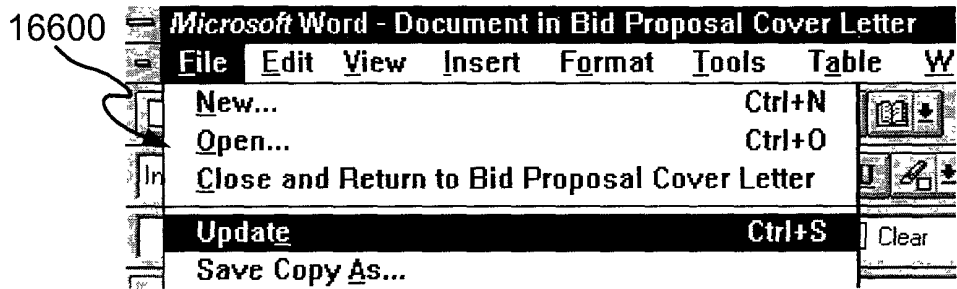 16600
Microsoft Word - Document in Bid Proposal Cover Letter
File Edit View Insert Format Tools Table W
New... Ctrl+N
Open... Ctrl+O
In Close and Return to Bid Proposal Cover Letter U
Update Ctrl+S Clear
Save Copy As...